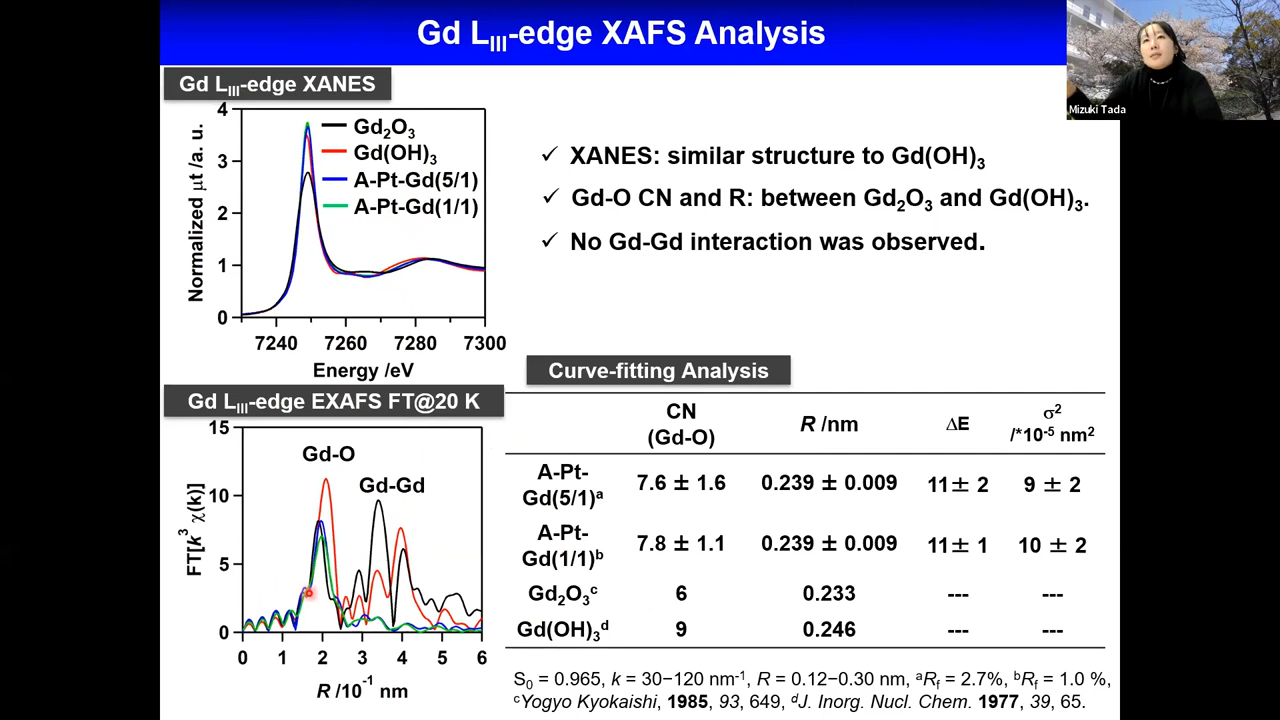 Gd LIII-edge XAFS Analysis
Mizuki Tada
Gd LIII-edge XANES
Normalized μt /a. u.
4
3
2
1
0
Gd2O3
Gd(OH)3
A-Pt-Gd(5/1)
A-Pt-Gd(1/1)
7240 7260 7280 7300
Energy /eV
✓ XANES: similar structure to Gd(OH)3
✓ Gd-O CN and R: between Gd2O3 and Gd(OH)3.
✓ No Gd-Gd interaction was observed.
Gd LIII-edge EXAFS FT@20 K
FT[k3 χ(k)]
15
10
5
0
Gd-O
Gd-Gd
0 1 2 3 4 5 6
R /10-1 nm
Curve-fitting Analysis
CN (Gd-O) R /nm ΔE σ2 /*10-5 nm2
A-Pt-Gd(5/1)a 7.6 ± 1.6 0.239 ± 0.009 11± 2 9 ± 2
A-Pt-Gd(1/1)b 7.8 ± 1.1 0.239 ± 0.009 11± 1 10 ± 2
Gd2O3c 6 0.233 --- ---
Gd(OH)3d 9 0.246 --- ---
S0 = 0.965, k = 30−120 nm-1, R = 0.12−0.30 nm, aRf = 2.7%, bRf = 1.0 %,
cYogyo Kyokaishi, 1985, 93, 649, dJ. Inorg. Nucl. Chem. 1977, 39, 65.